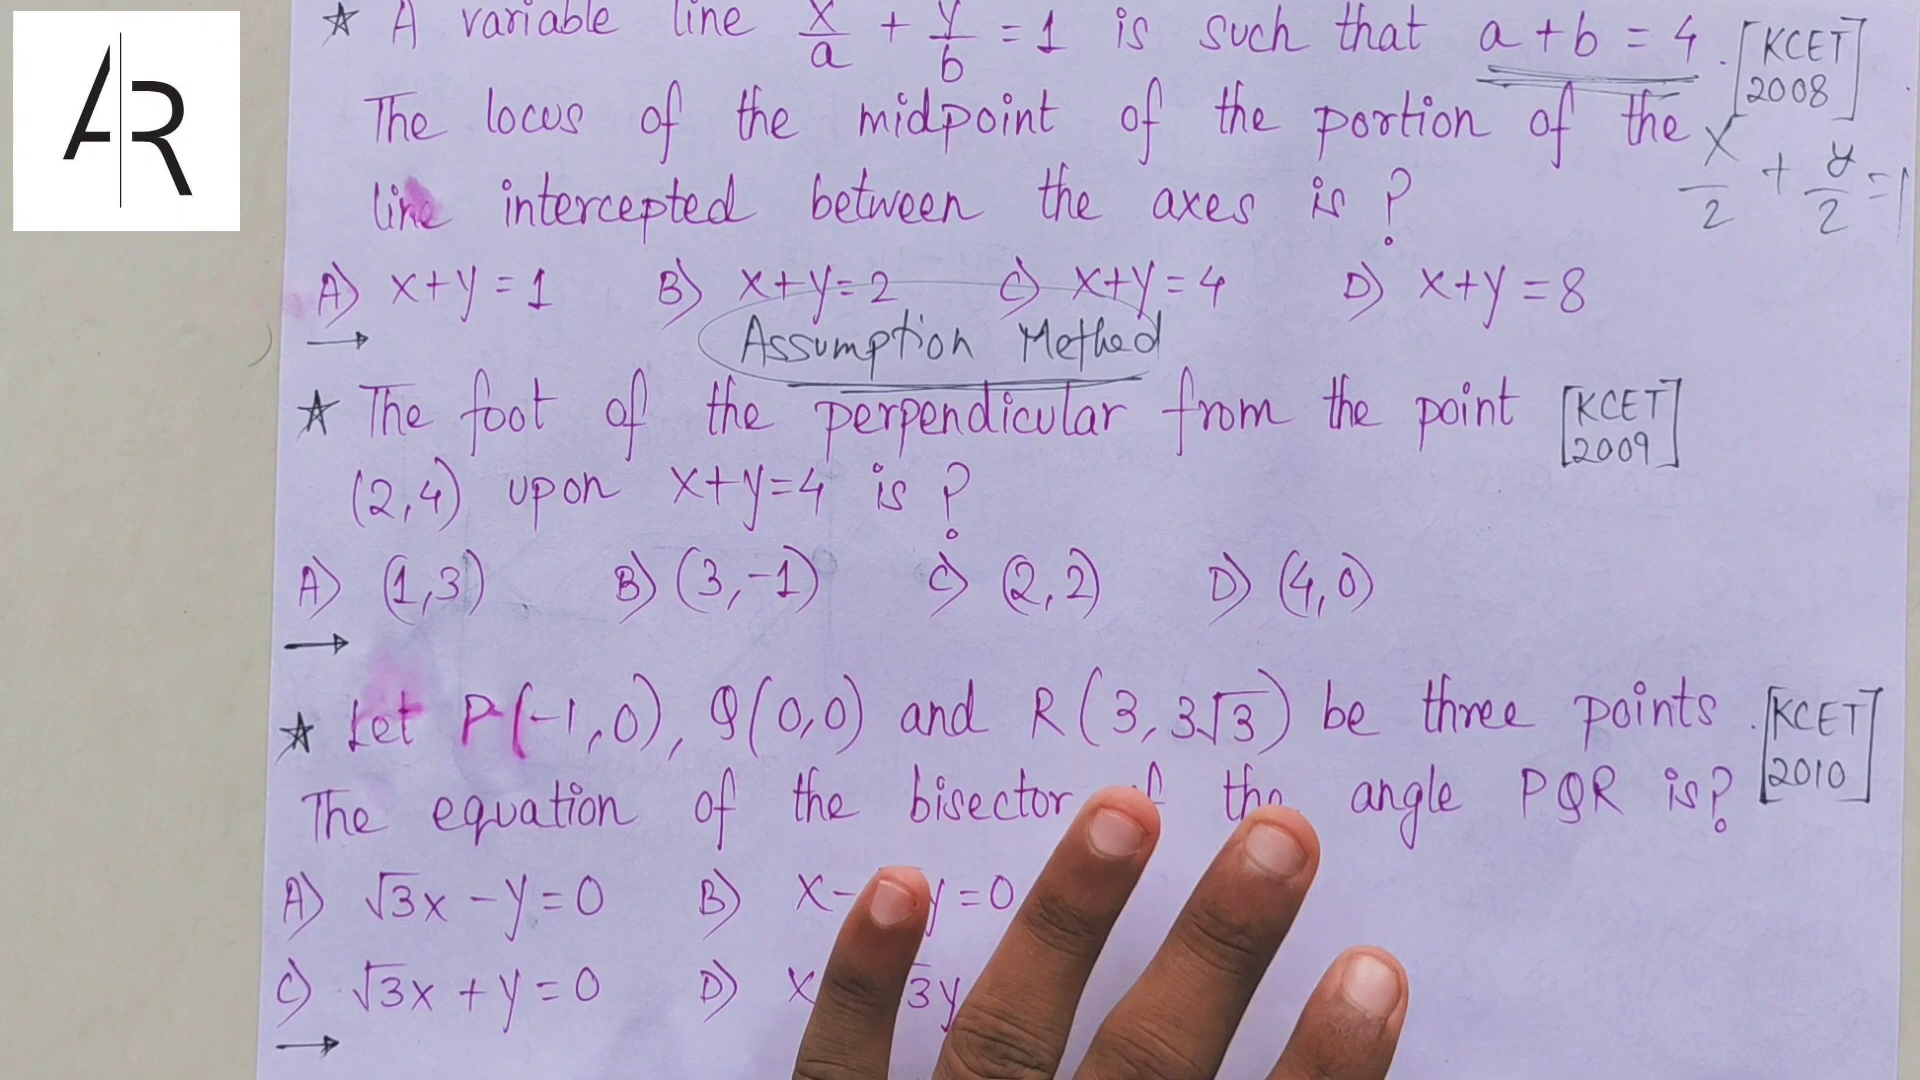 AR
☆ A variable line x/a + y/b = 1 is such that a + b = 4. [KCET 2008]
The locus of the midpoint of the portion of the
x/2 + y/2 = 1
line intercepted between the axes is ?
A) x+y = 1 B) x+y = 2 C) x+y = 4 D) x+y = 8
Assumption Method
☆ The foot of the perpendicular from the point [KCET 2009]
(2,4) upon x+y=4 is ?
A) (1,3) B) (3,-1) C) (2,2) D) (4,0)
☆ Let P(-1,0), Q(0,0) and R(3, 3√3) be three points. [KCET 2010]
The equation of the bisector the angle PQR is?
A) √3x - y = 0 B) x- y = 0
C) √3x + y = 0 D) x 3y